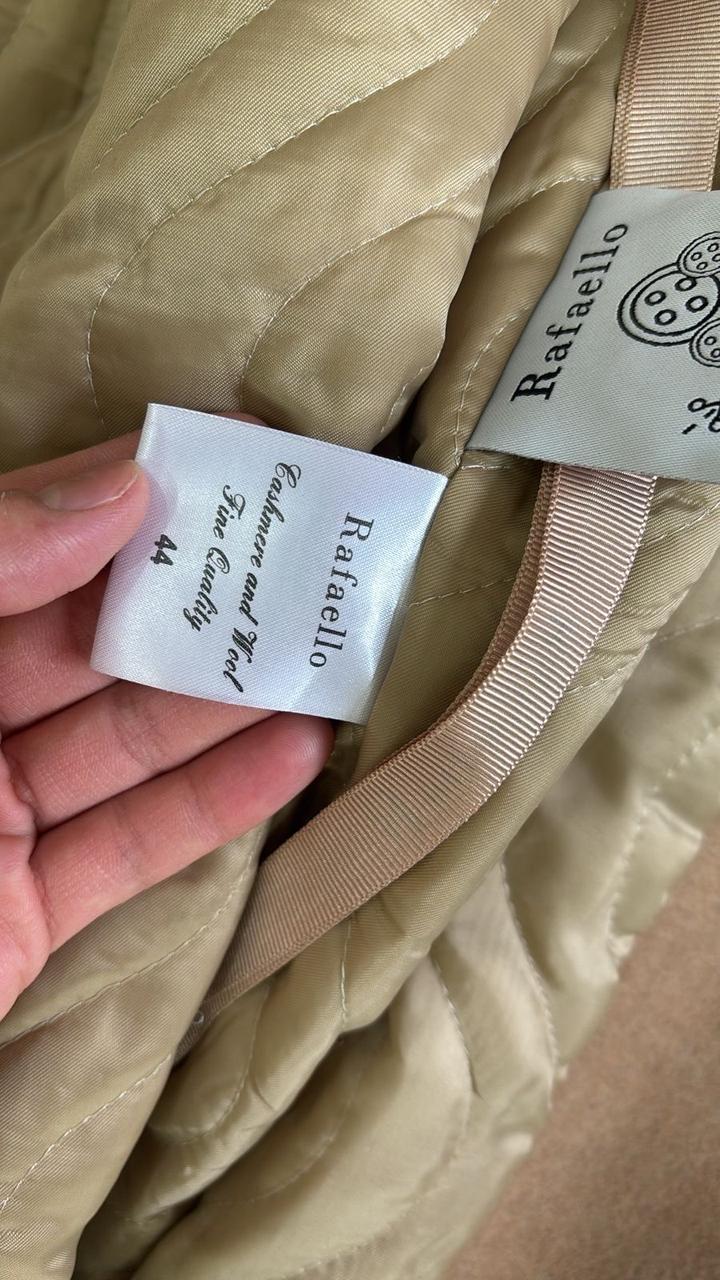 Rafaello
Cashmere and Wool
Fine Quality
44
Rafaello